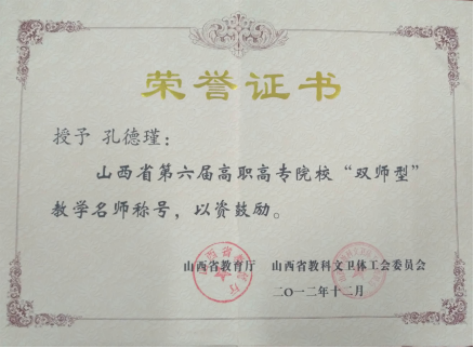 荣誉证书
授予 孔德瑾：
山西省第六届高职高专院校“双师型”
教学名师称号，以资鼓励。
山西省教育厅 山西省教科文卫体工会委员会
二〇一二年十二月